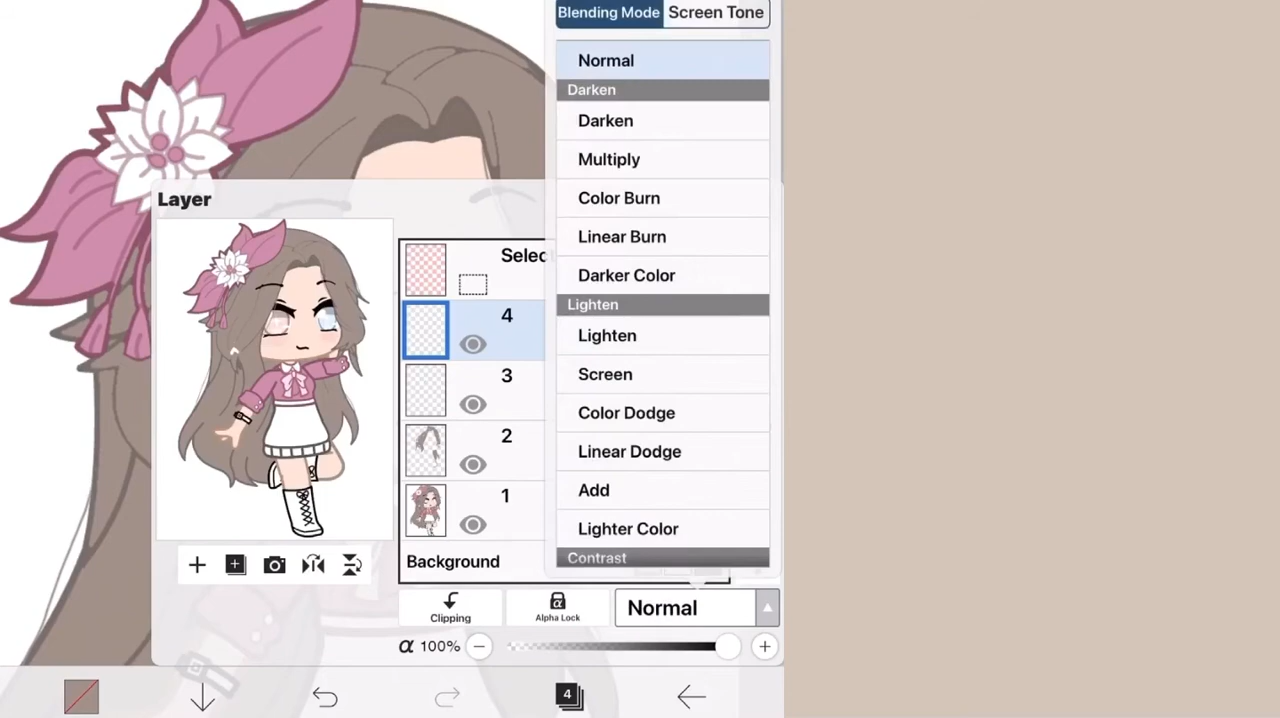 Blending Mode
Screen Tone
Normal
Darken
Darken
Multiply
Color Burn
Linear Burn
Darker Color
Lighten
Lighten
Screen
Color Dodge
Linear Dodge
Add
Lighter Color
Contrast
Layer
Selec
4
3
2
1
Background
Clipping
Alpha Lock
Normal
α 100%
4